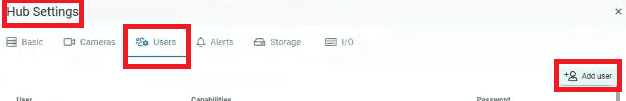 Hub Settings
Basic Cameras Users Alerts Storage I/O
Add user
User Capabilities Password